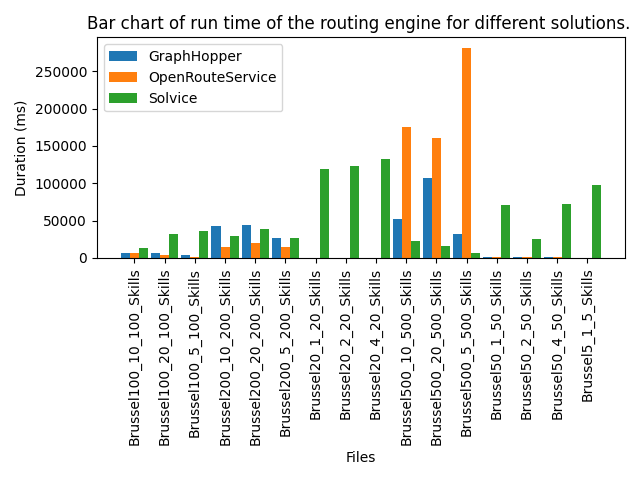 Bar chart of run time of the routing engine for different solutions.
GraphHopper
OpenRouteService
Solvice
Duration (ms)
250000
200000
150000
100000
50000
0
Brussel100_10_100_Skills
Brussel100_20_100_Skills
Brussel100_5_100_Skills
Brussel200_10_200_Skills
Brussel200_20_200_Skills
Brussel200_5_200_Skills
Brussel20_1_20_Skills
Brussel20_2_20_Skills
Brussel20_4_20_Skills
Brussel500_10_500_Skills
Brussel500_20_500_Skills
Brussel500_5_500_Skills
Brussel50_1_50_Skills
Brussel50_2_50_Skills
Brussel50_4_50_Skills
Brussel5_1_5_Skills
Files